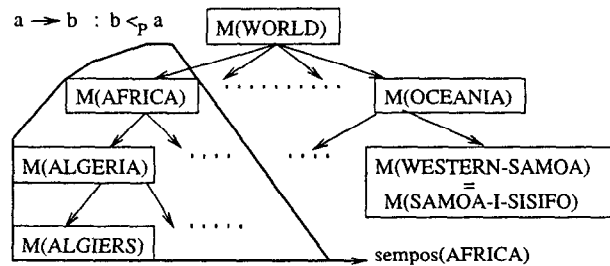 a → b : b <P a
M(WORLD)
M(AFRICA) ......... M(OCEANIA)
M(ALGERIA) .... ....
M(WESTERN-SAMOA)
=
M(SAMOA-I-SISIFO)
M(ALGIERS) .....
sempos(AFRICA)